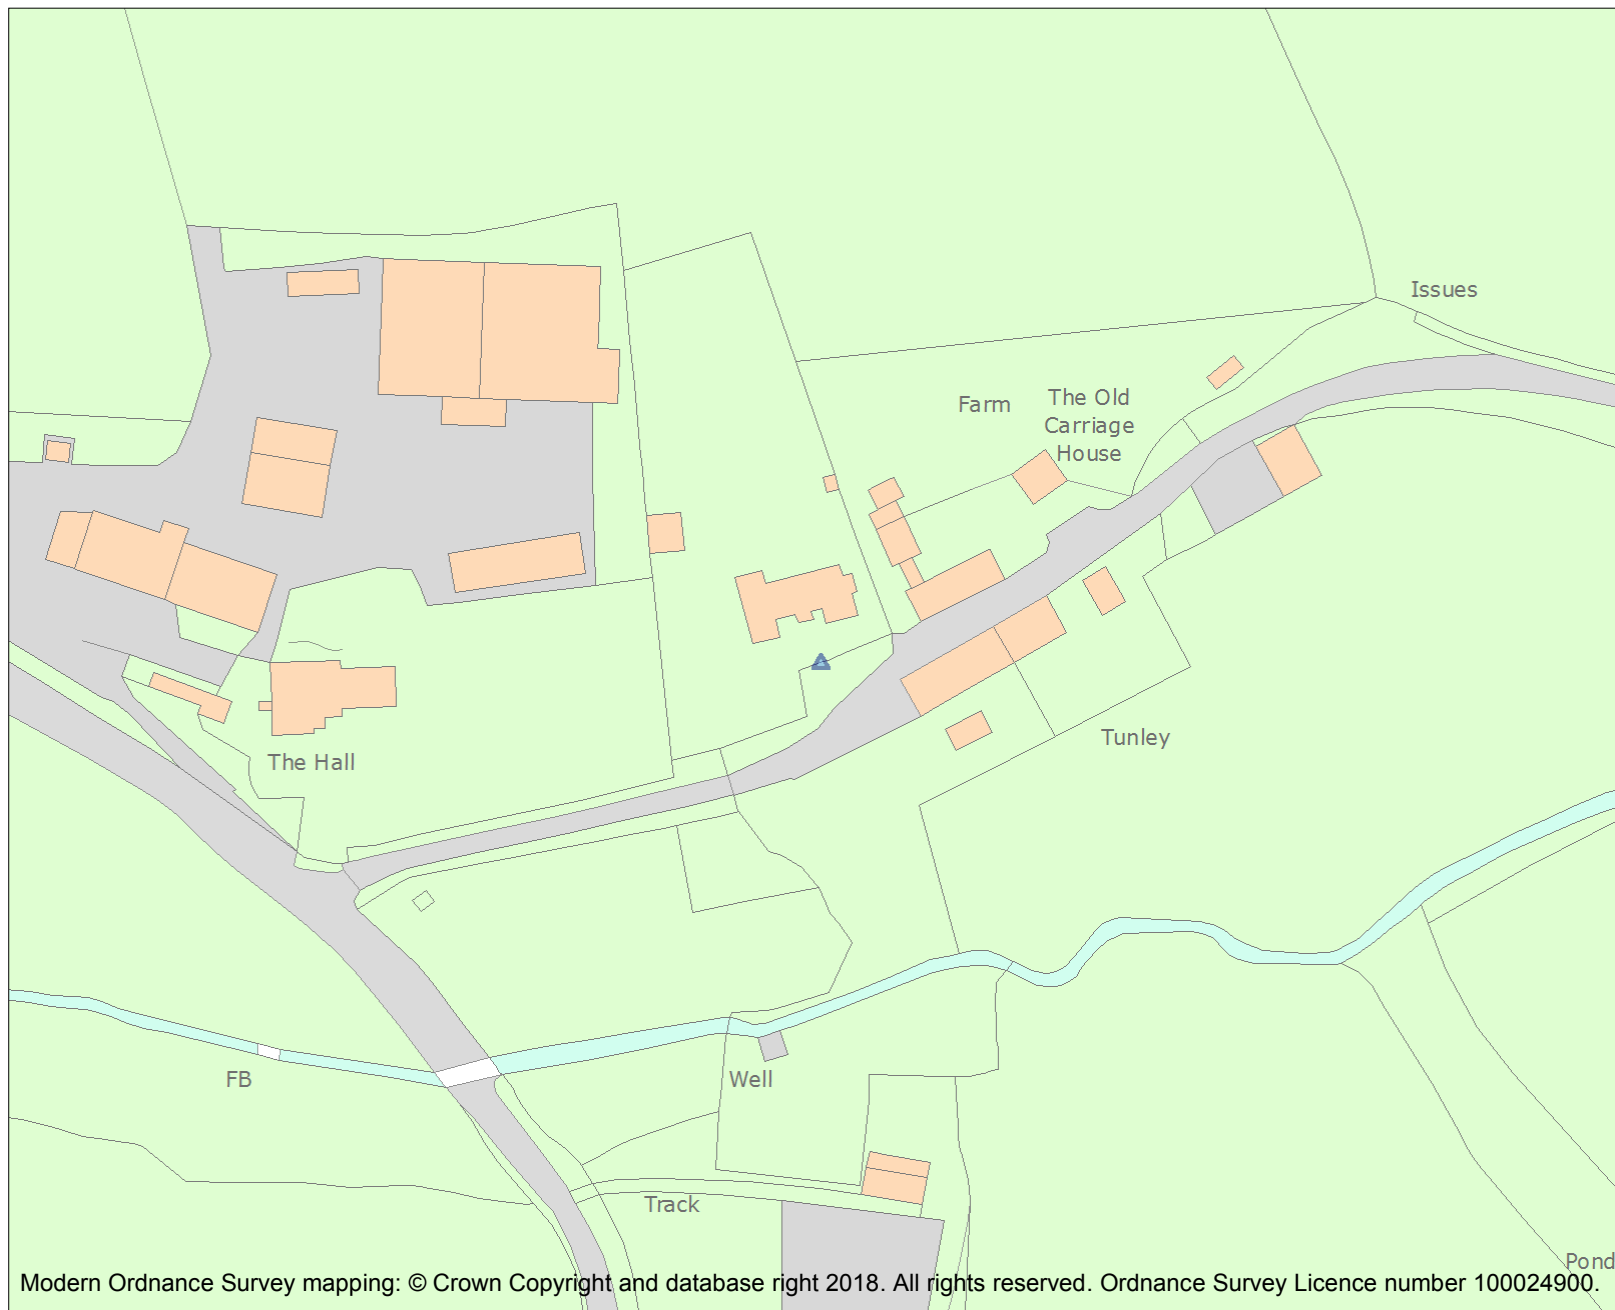 Issues
Farm
The Old
Carriage
House
Tunley
The Hall
FB
Well
Track
Pond
Modern Ordnance Survey mapping: © Crown Copyright and database right 2018. All rights reserved. Ordnance Survey Licence number 100024900.